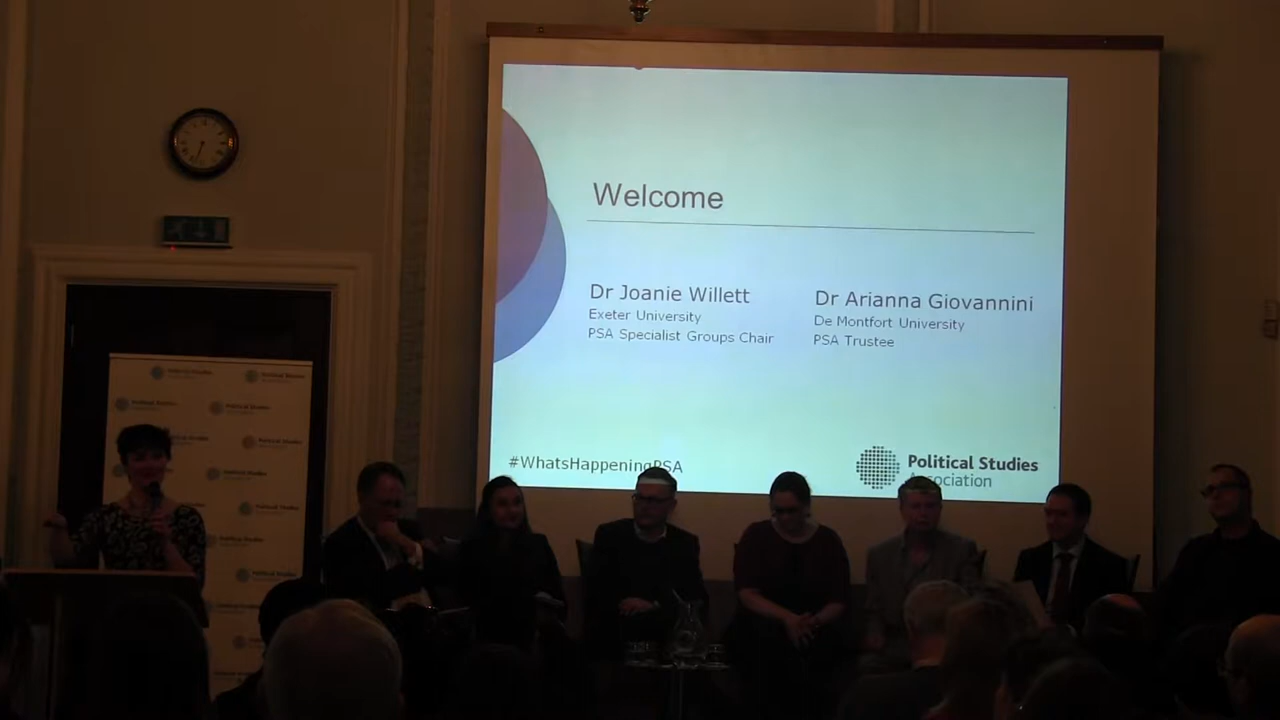 Welcome
Dr Joanie Willett
Exeter University
PSA Specialist Groups Chair
Dr Arianna Giovannini
De Montfort University
PSA Trustee
#WhatsHappeningPSA
Political Studies
Association